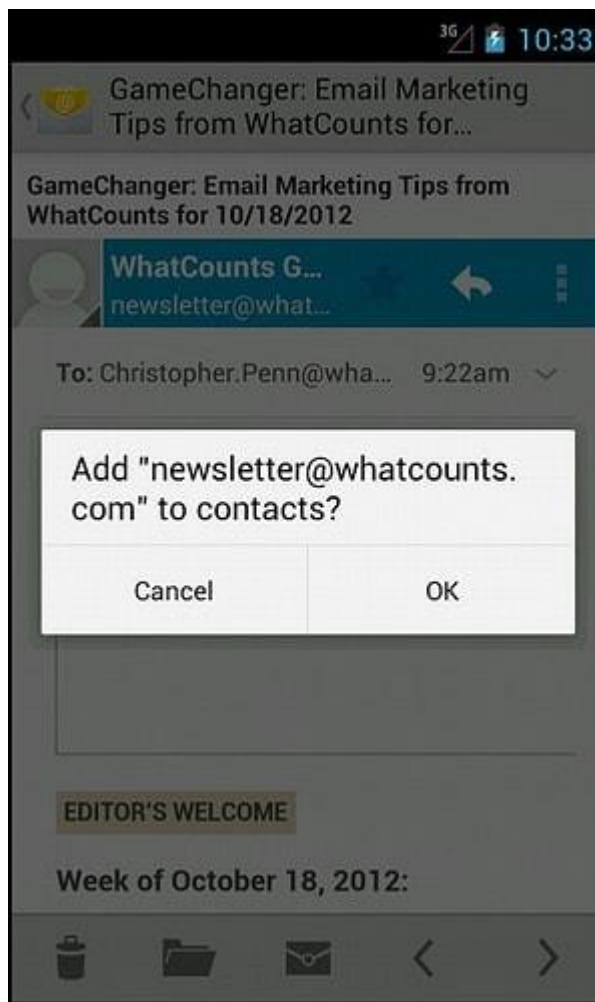 3G 10:33
GameChanger: Email Marketing
Tips from WhatCounts for...
GameChanger: Email Marketing Tips from
WhatCounts for 10/18/2012
WhatCounts G...
newsletter@what...
To: Christopher.Penn@wha... 9:22am
Add "newsletter@whatcounts.
com" to contacts?
Cancel OK
EDITOR'S WELCOME
Week of October 18, 2012: